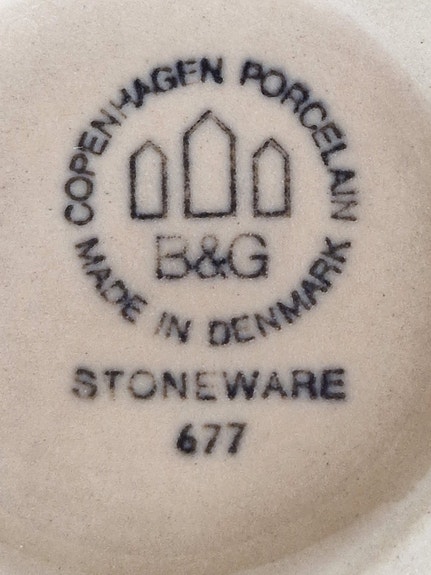 COPENHAGEN PORCELAIN
B&G
MADE IN DENMARK
STONEWARE
677